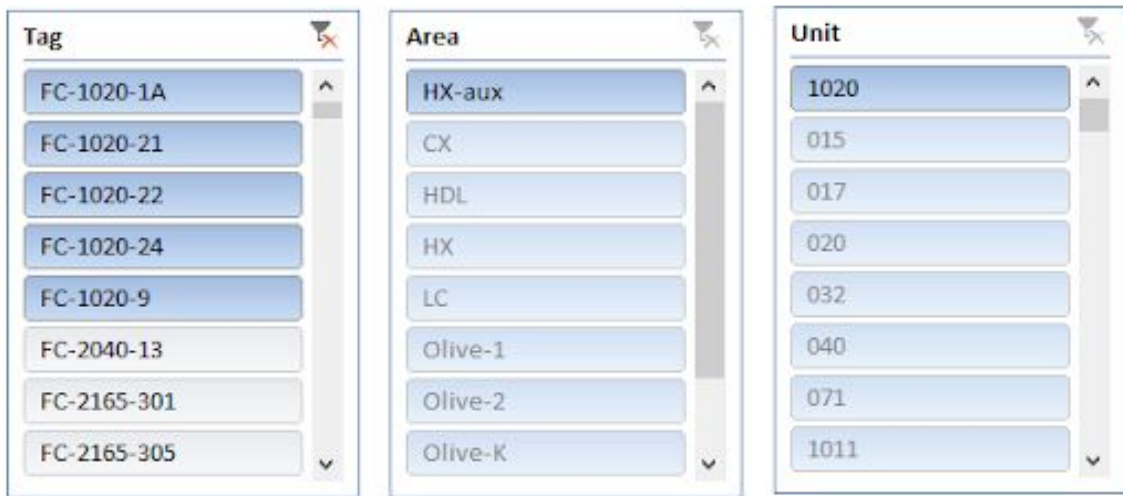 Tag
FC-1020-1A
FC-1020-21
FC-1020-22
FC-1020-24
FC-1020-9
FC-2040-13
FC-2165-301
FC-2165-305
Area
HX-aux
CX
HDL
HX
LC
Olive-1
Olive-2
Olive-K
Unit
1020
015
017
020
032
040
071
1011